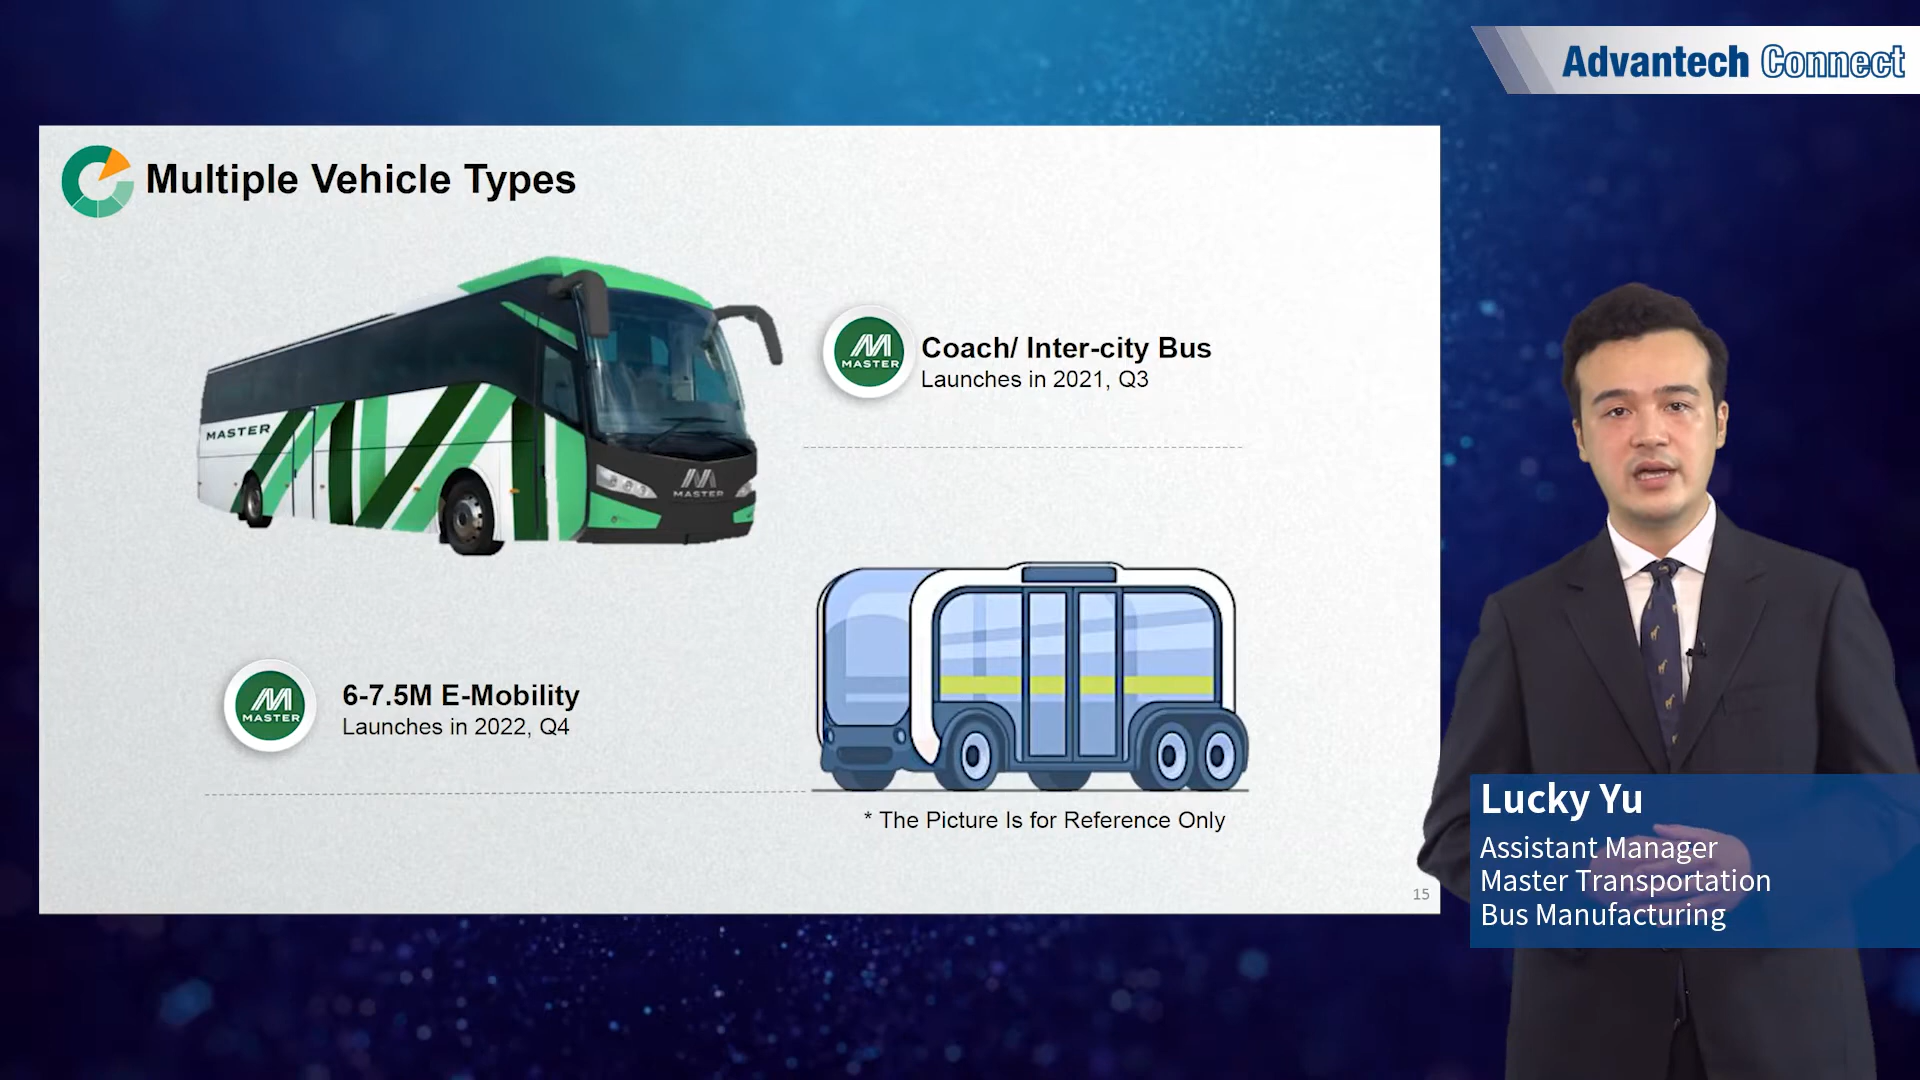 Advantech Connect
Multiple Vehicle Types
MASTER
MASTER
MASTER
Coach/ Inter-city Bus
Launches in 2021, Q3
MASTER
6-7.5M E-Mobility
Launches in 2022, Q4
* The Picture Is for Reference Only
15
Lucky Yu
Assistant Manager
Master Transportation
Bus Manufacturing